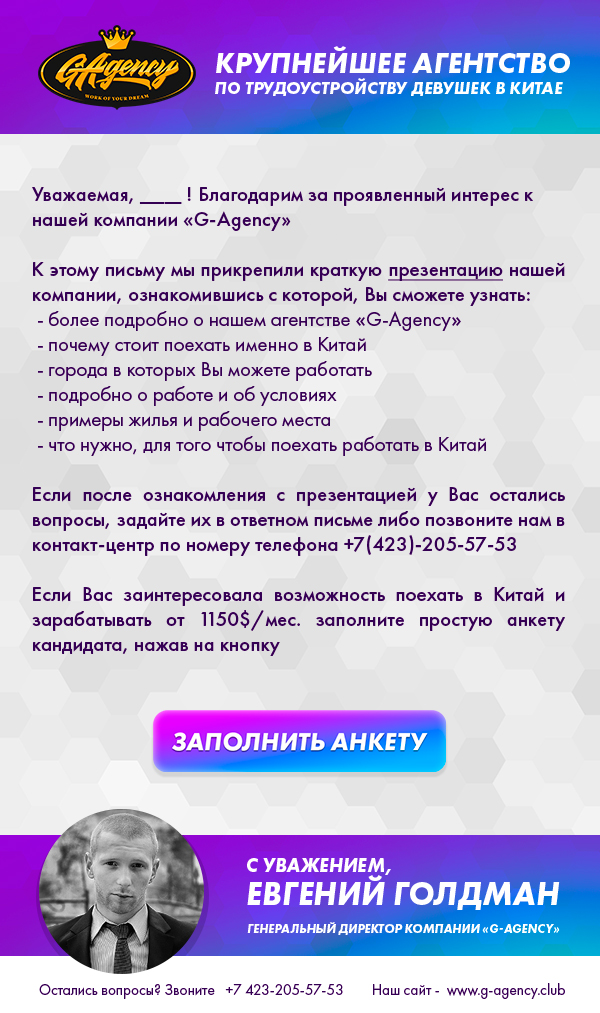 G-Agency
WORK OF YOUR DREAM
КРУПНЕЙШЕЕ АГЕНТСТВО
ПО ТРУДОУСТРОЙСТВУ ДЕВУШЕК В КИТАЕ
Уважаемая, ____ ! Благодарим за проявленный интерес к
нашей компании «G-Agency»
К этому письму мы прикрепили краткую презентацию нашей
компании, ознакомившись с которой, Вы сможете узнать:
- более подробно о нашем агентстве «G-Agency»
- почему стоит поехать именно в Китай
- города в которых Вы можете работать
- подробно о работе и об условиях
- примеры жилья и рабочего места
- что нужно, для того чтобы поехать работать в Китай
Если после ознакомления с презентацией у Вас остались
вопросы, задайте их в ответном письме либо позвоните нам в
контакт-центр по номеру телефона +7(423)-205-57-53
Если Вас заинтересовала возможность поехать в Китай и
зарабатывать от 1150$/мес. заполните простую анкету
кандидата, нажав на кнопку
ЗАПОЛНИТЬ АНКЕТУ
С УВАЖЕНИЕМ,
ЕВГЕНИЙ ГОЛДМАН
ГЕНЕРАЛЬНЫЙ ДИРЕКТОР КОМПАНИИ «G-AGENCY»
Остались вопросы? Звоните +7 423-205-57-53 Наш сайт - www.g-agency.club